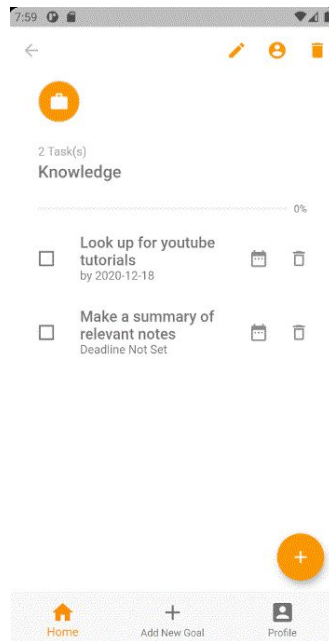 7:59
2 Task(s)
Knowledge
0%
Look up for youtube
tutorials
by 2020-12-18
Make a summary of
relevant notes
Deadline Not Set
Home
Add New Goal
Profile